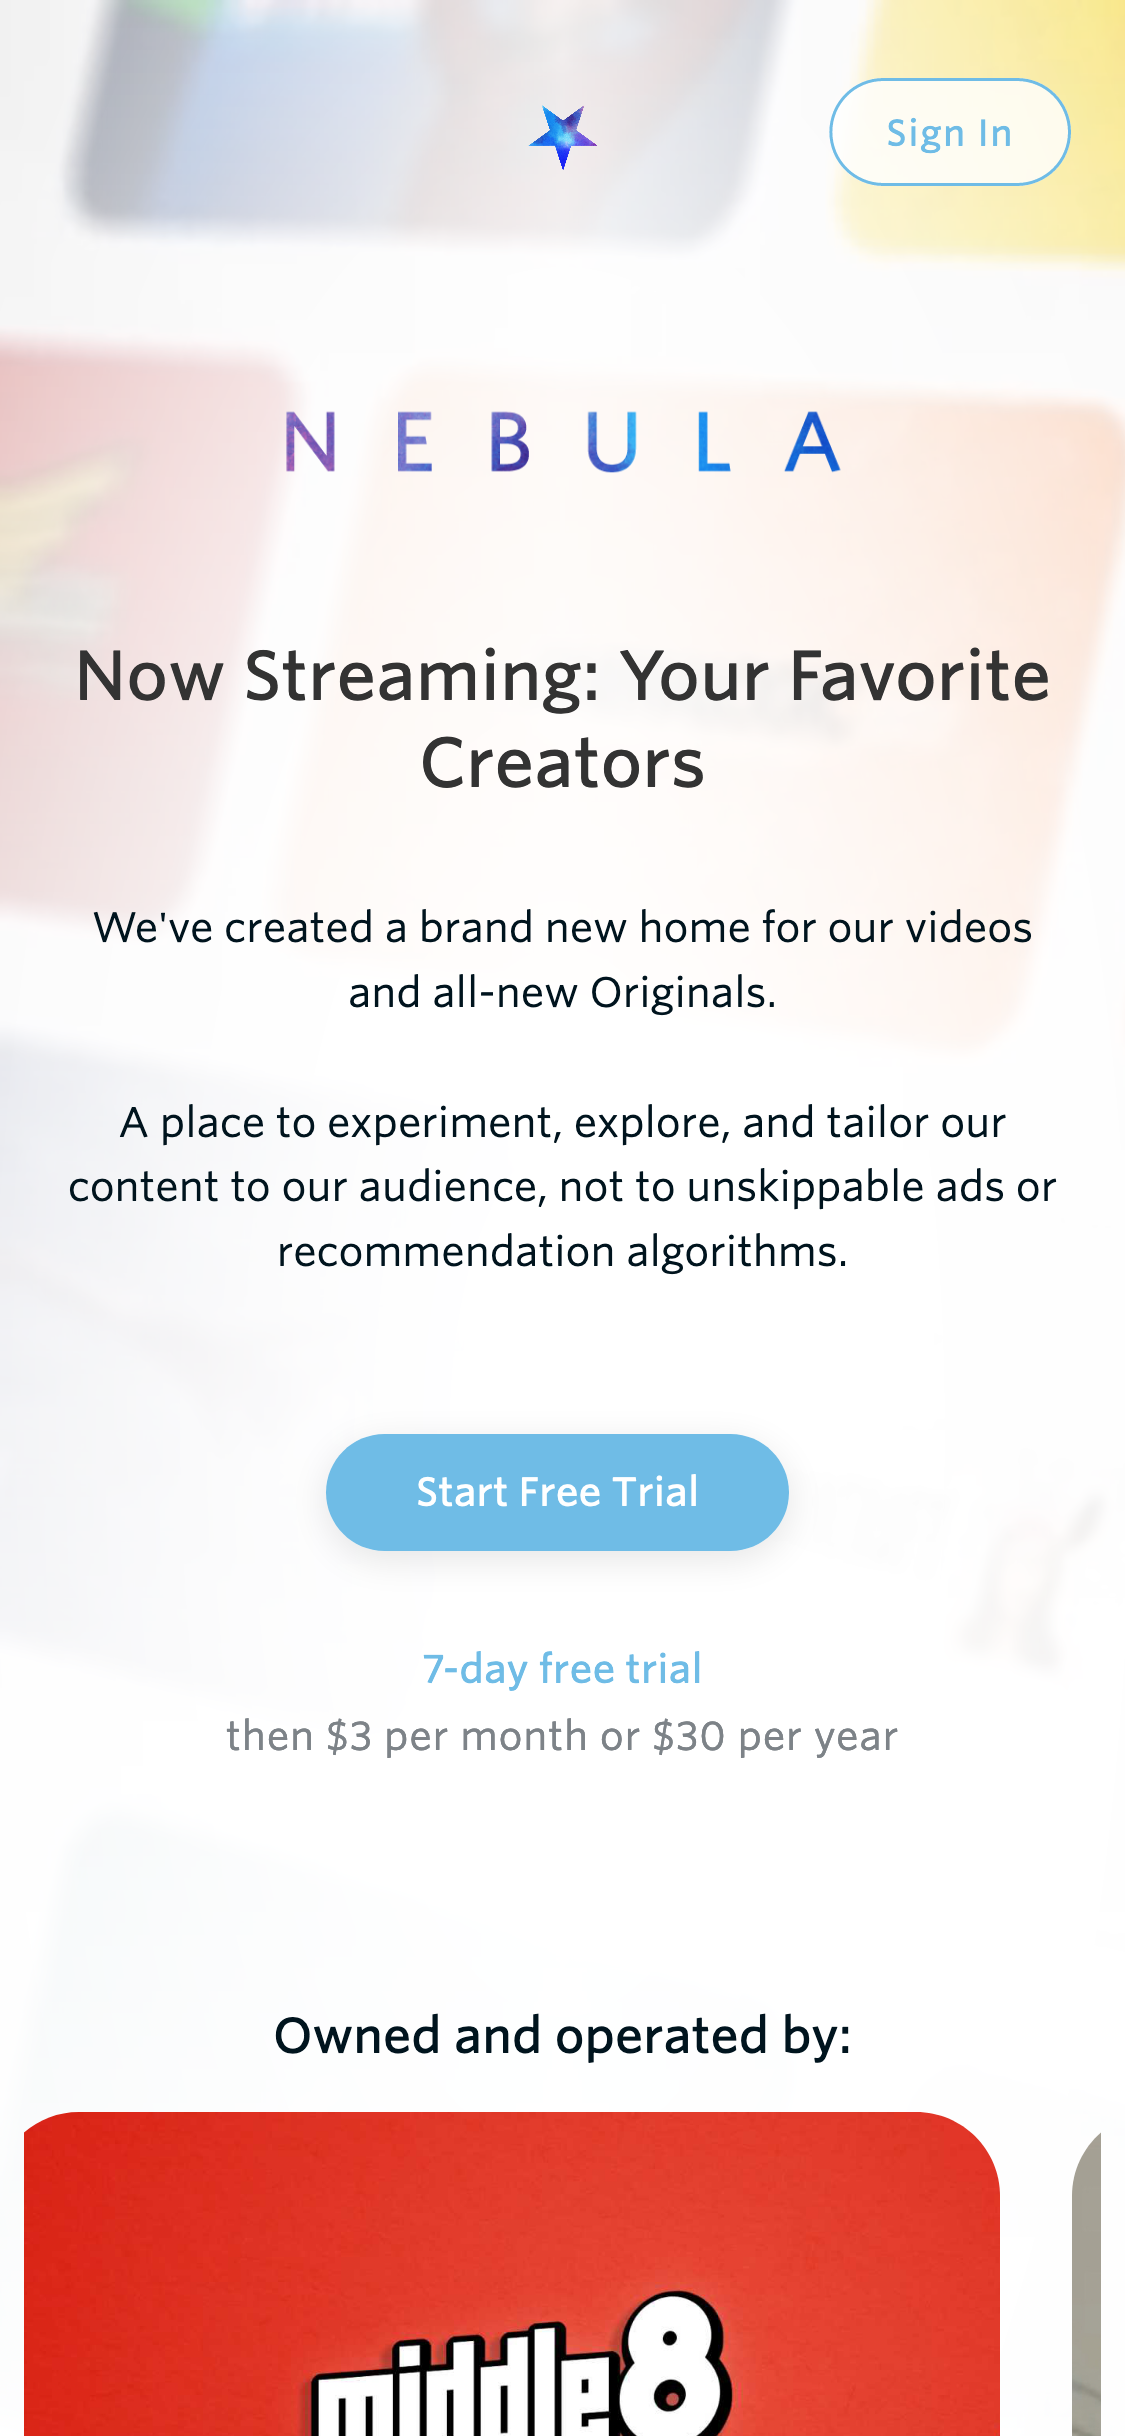 Sign In
NEBULA
Now Streaming: Your Favorite
Creators
We've created a brand new home for our videos
and all-new Originals.
A place to experiment, explore, and tailor our
content to our audience, not to unskippable ads or
recommendation algorithms.
Start Free Trial
7-day free trial
then $3 per month or $30 per year
Owned and operated by:
middle 8